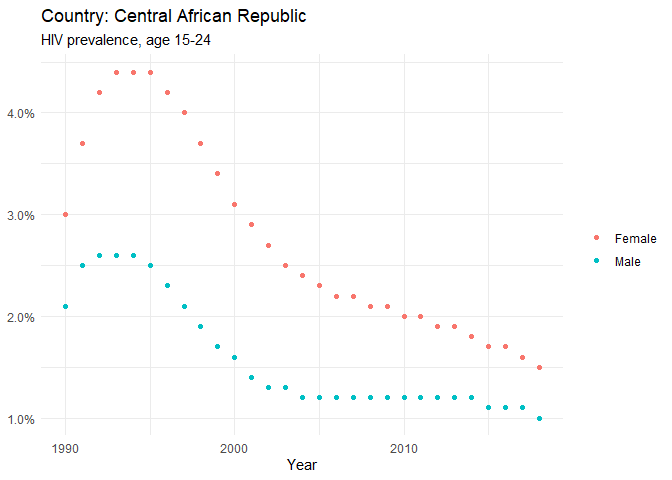 Country: Central African Republic
HIV prevalence, age 15-24
4.0%
3.0%
2.0%
1.0%
1990
2000
2010
Year
Female
Male